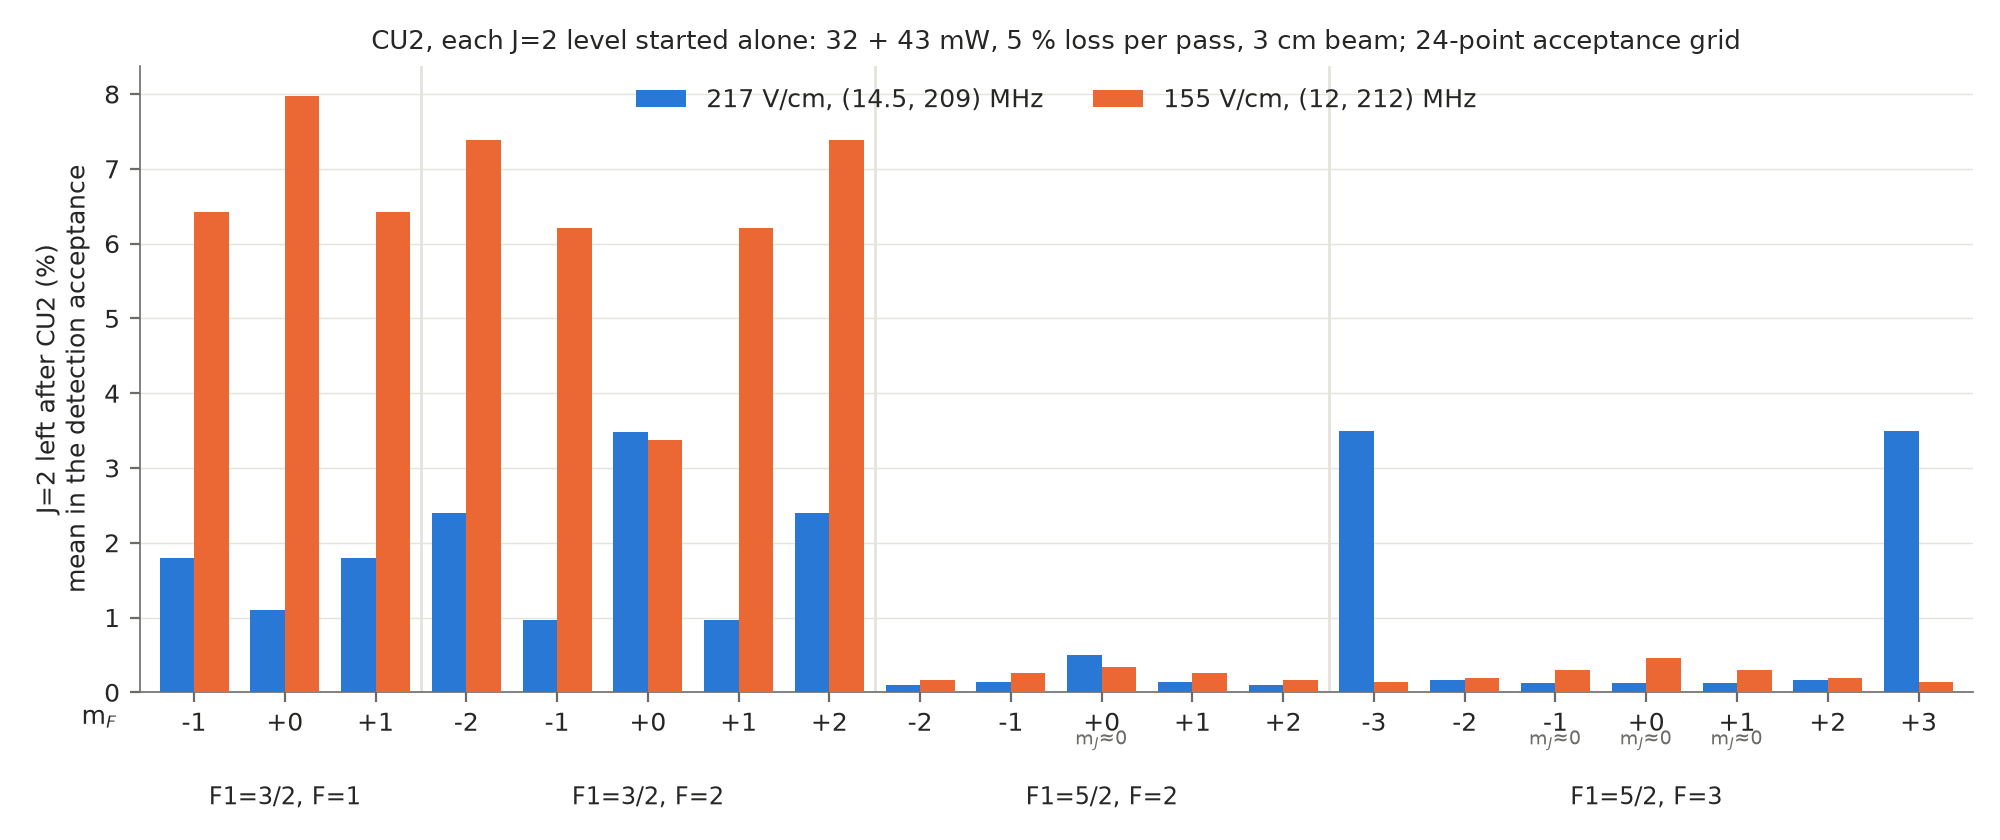 CU2, each J=2 level started alone: 32 + 43 mW, 5 % loss per pass, 3 cm beam; 24-point acceptance grid
217 V/cm, (14.5, 209) MHz
155 V/cm, (12, 212) MHz
J=2 left after CU2 (%)
mean in the detection acceptance
8
7
6
5
4
3
2
1
0
m_F
-1 +0 +1 -2 -1 +0 +1 +2 -2 -1 +0 +1 +2 -3 -2 -1 +0 +1 +2 +3
m_J≈0 m_J≈0 m_J≈0 m_J≈0
F1=3/2, F=1
F1=3/2, F=2
F1=5/2, F=2
F1=5/2, F=3